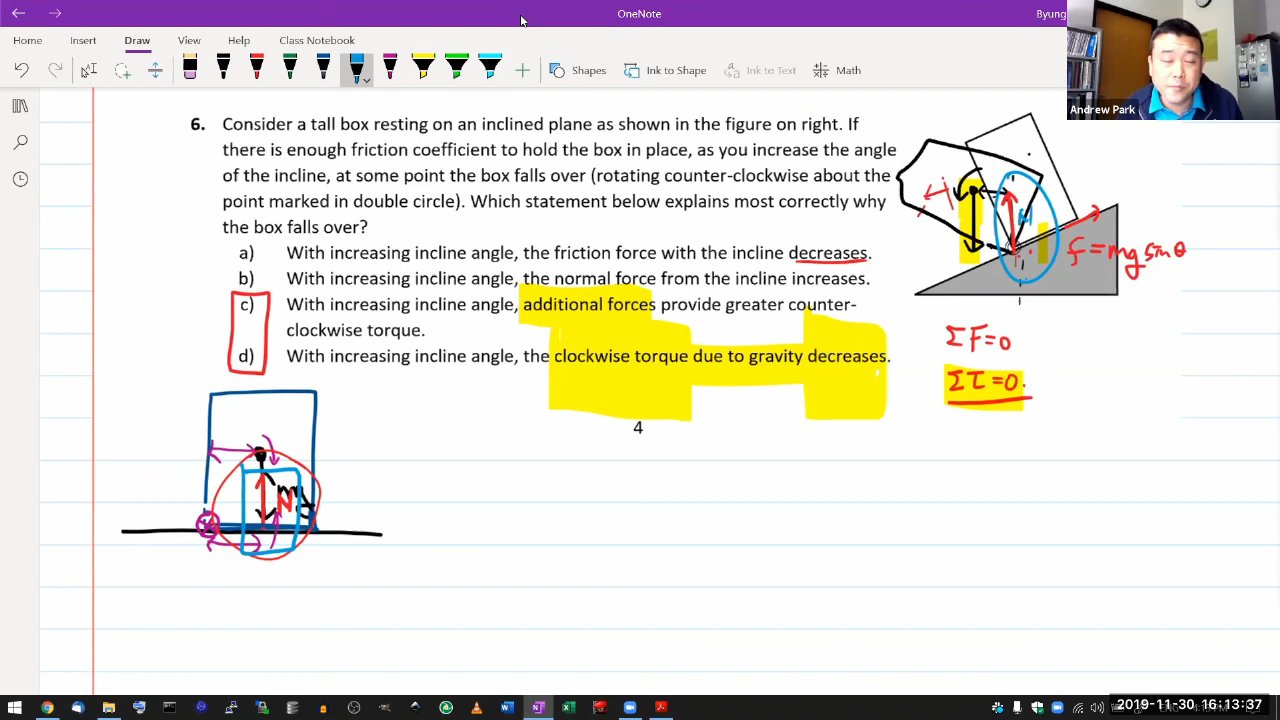 OneNote
Byung
Home Insert Draw View Help Class Notebook
Shapes Ink to Shape Ink to Text Math
Andrew Park
6. Consider a tall box resting on an inclined plane as shown in the figure on right. If
there is enough friction coefficient to hold the box in place, as you increase the angle
of the incline, at some point the box falls over (rotating counter-clockwise about the
point marked in double circle). Which statement below explains most correctly why
the box falls over?
a) With increasing incline angle, the friction force with the incline decreases.
b) With increasing incline angle, the normal force from the incline increases.
c) With increasing incline angle, additional forces provide greater counter-
clockwise torque.
d) With increasing incline angle, the clockwise torque due to gravity decreases.
N
f = mg sin θ
ΣF=0
Στ=0.
4
N
2019-11-30 16:13:37